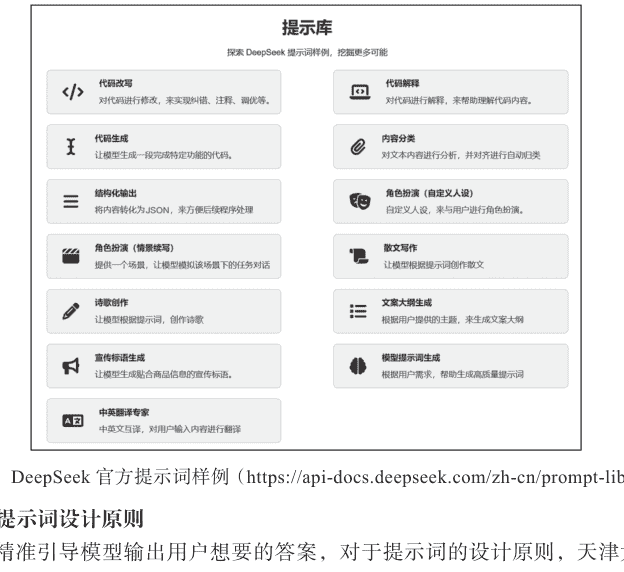 提示库
探索 DeepSeek 提示词样例，挖掘更多可能
代码改写
对代码进行修改，来实现纠错、注释、调优等。
代码解释
对代码进行解释，来帮助理解代码内容。
代码生成
让模型生成一段完成特定功能的代码。
内容分类
对文本内容进行分析，并对齐进行自动归类
结构化输出
将内容转化为JSON，来方便后续程序处理
角色扮演（自定义人设）
自定义人设，来与用户进行角色扮演。
角色扮演（情景续写）
提供一个场景，让模型模拟该场景下的任务对话
散文写作
让模型根据提示词创作散文
诗歌创作
让模型根据提示词，创作诗歌
文案大纲生成
根据用户提供的主题，来生成文案大纲
宣传标语生成
让模型生成贴合商品信息的宣传标语。
模型提示词生成
根据用户需求，帮助生成高质量提示词
中英翻译专家
中英文互译，对用户输入内容进行翻译
DeepSeek 官方提示词样例（https://api-docs.deepseek.com/zh-cn/prompt-lib
提示词设计原则
精准引导模型输出用户想要的答案，对于提示词的设计原则，天津